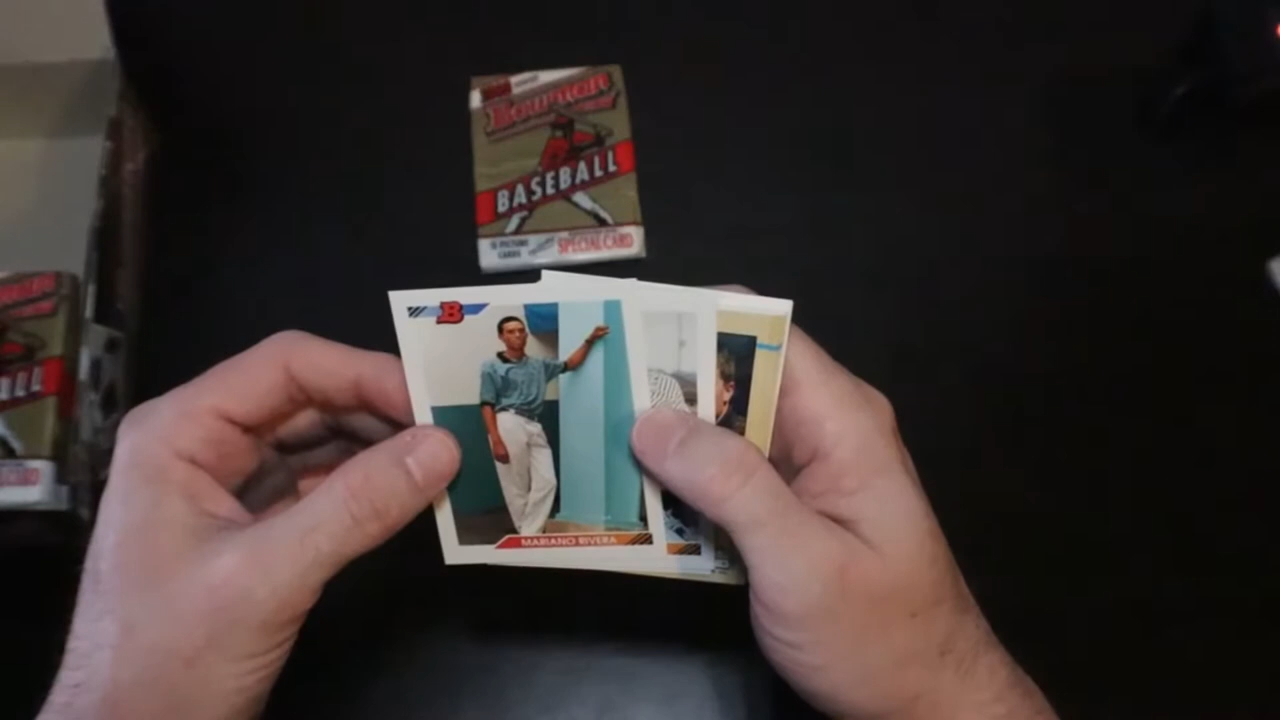 Bowman
BASEBALL
SPECIAL CARD
B
MARIANO RIVERA